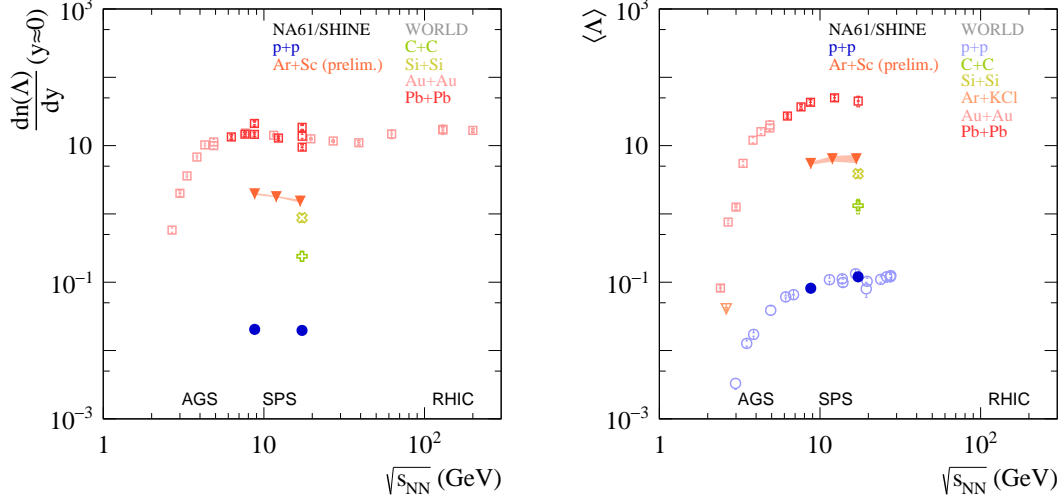 dn(Λ)/dy (y≈0)
10³
10
10⁻¹
10⁻³
NA61/SHINE
p+p
Ar+Sc (prelim.)
WORLD
C+C
Si+Si
Au+Au
Pb+Pb
AGS
SPS
RHIC
1
10
10²
√s_NN (GeV)
⟨Λ⟩
10³
10
10⁻¹
10⁻³
NA61/SHINE
p+p
Ar+Sc (prelim.)
WORLD
p+p
C+C
Si+Si
Ar+KCl
Au+Au
Pb+Pb
AGS
SPS
RHIC
1
10
10²
√s_NN (GeV)